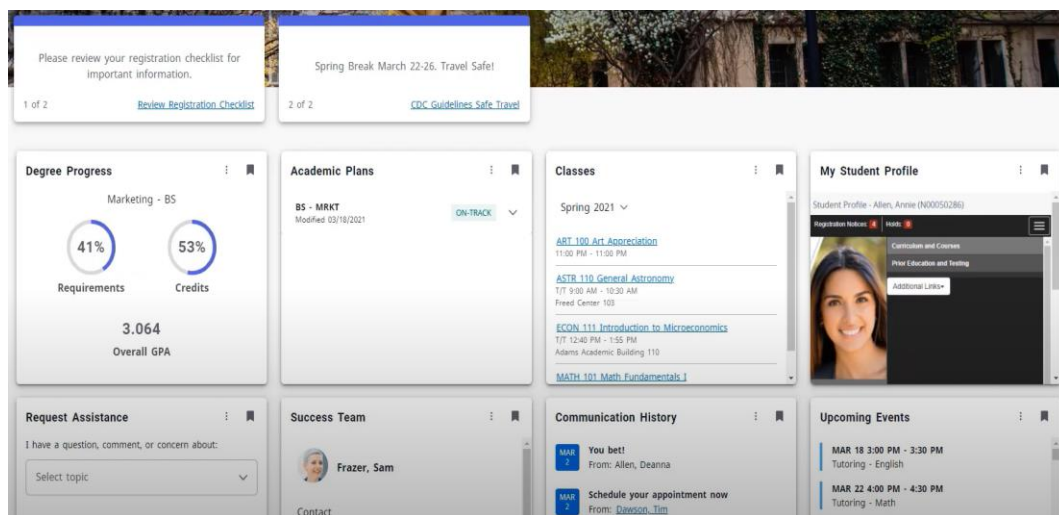 Please review your registration checklist for
important information.
1 of 2
Review Registration Checklist
Spring Break March 22-26. Travel Safe!
2 of 2
CDC Guidelines Safe Travel
Degree Progress
Marketing - BS
41%
53%
Requirements
Credits
3.064
Overall GPA
Academic Plans
BS - MRKT
Modified 03/18/2021
ON-TRACK
Classes
Spring 2021
ART 100 Art Appreciation
11:00 PM - 11:00 PM
ASTR 110 General Astronomy
T/T 9:00 AM - 10:30 AM
Freed Center 103
ECON 111 Introduction to Microeconomics
T/T 12:40 PM - 1:55 PM
Adams Academic Building 110
MATH 101 Math Fundamentals I
My Student Profile
Student Profile - Allen, Annie (N00050286)
Registration Notices: 4 Holds: 0
Curriculum and Courses
Prior Education and Testing
Additional Links
Request Assistance
I have a question, comment, or concern about:
Select topic
Success Team
Frazer, Sam
Contact
Communication History
MAR
2
You bet!
From: Allen, Deanna
MAR
2
Schedule your appointment now
From: Dawson, Tim
Upcoming Events
MAR 18 3:00 PM - 3:30 PM
Tutoring - English
MAR 22 4:00 PM - 4:30 PM
Tutoring - Math